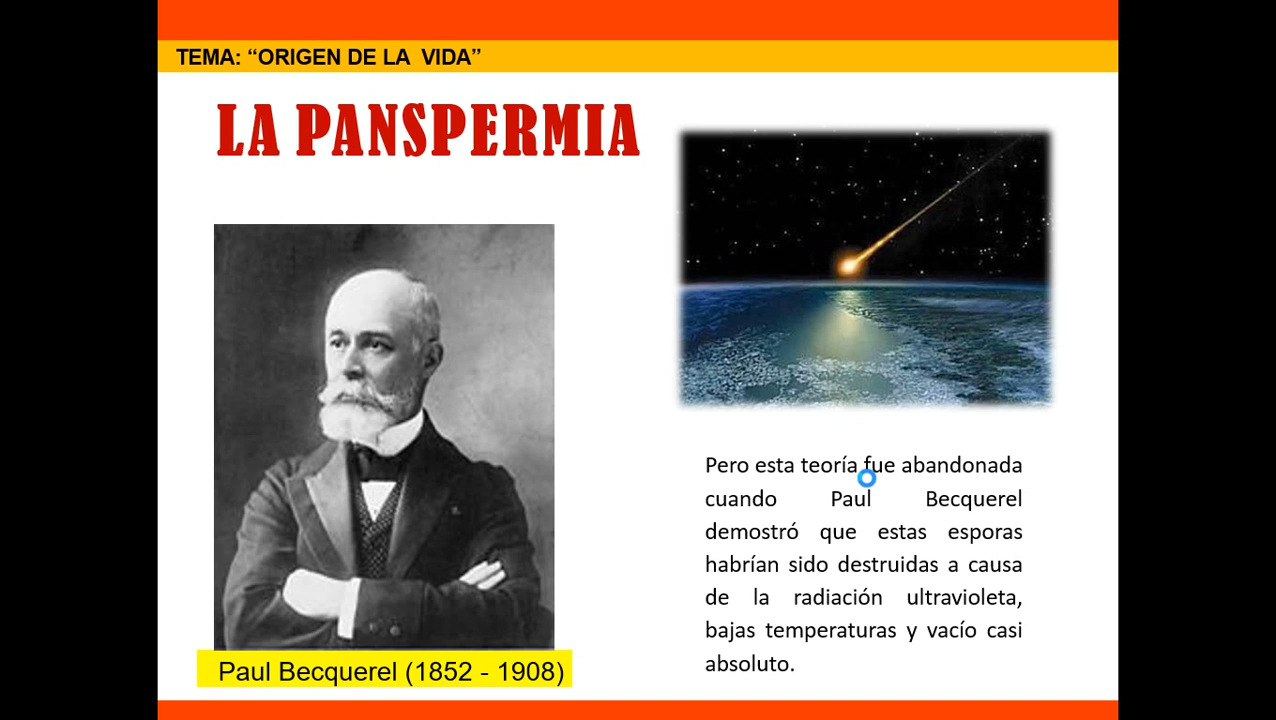 TEMA: “ORIGEN DE LA VIDA”
LA PANSPERMIA
Pero esta teoría fue abandonada
cuando Paul Becquerel
demostró que estas esporas
habrían sido destruidas a causa
de la radiación ultravioleta,
bajas temperaturas y vacío casi
absoluto.
Paul Becquerel (1852 - 1908)